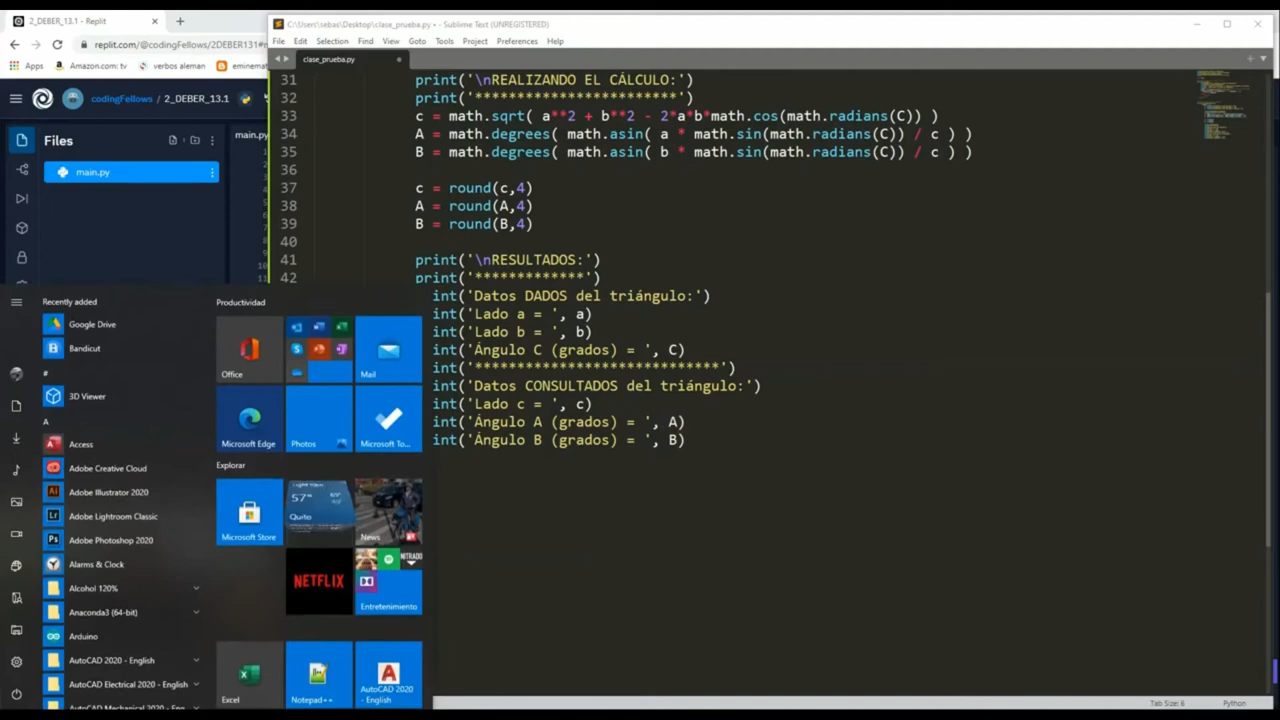 2_DEBER_13.1 - Replit
replit.com/@codingFellows/2DEBER131#
Apps
Amazon.com: tv
verbos aleman
eminemat
codingFellows / 2_DEBER_13.1
Files
main.py
main.py
C:\Users\sebas\Desktop\clase_prueba.py • - Sublime Text (UNREGISTERED)
File Edit Selection Find View Goto Tools Project Preferences Help
clase_prueba.py
31 print('\nREALIZANDO EL CÁLCULO:')
32 print('************************')
33 c = math.sqrt( a**2 + b**2 - 2*a*b*math.cos(math.radians(C)) )
34 A = math.degrees( math.asin( a * math.sin(math.radians(C)) / c ) )
35 B = math.degrees( math.asin( b * math.sin(math.radians(C)) / c ) )
36
37 c = round(c,4)
38 A = round(A,4)
39 B = round(B,4)
40
41 print('\nRESULTADOS:')
42 print('*************')
int('Datos DADOS del triángulo:')
int('Lado a = ', a)
int('Lado b = ', b)
int('Ángulo C (grados) = ', C)
int('*****************************')
int('Datos CONSULTADOS del triángulo:')
int('Lado c = ', c)
int('Ángulo A (grados) = ', A)
int('Ángulo B (grados) = ', B)
Recently added
Google Drive
Bandicut
#
3D Viewer
A
Access
Adobe Creative Cloud
Adobe Illustrator 2020
Adobe Lightroom Classic
Adobe Photoshop 2020
Alarms & Clock
Alcohol 120%
Anaconda3 (64-bit)
Arduino
AutoCAD 2020 - English
AutoCAD Electrical 2020 - English
AutoCAD Mechanical 2020 - Eng
Productividad
Office
Mail
Microsoft Edge
Photos
Microsoft To...
Explorar
Microsoft Store
57°
Quito
News
NETFLIX
NITRADO
Entretenimiento
Excel
Notepad++
AutoCAD 2020 - English
Tab Size: 6
Python